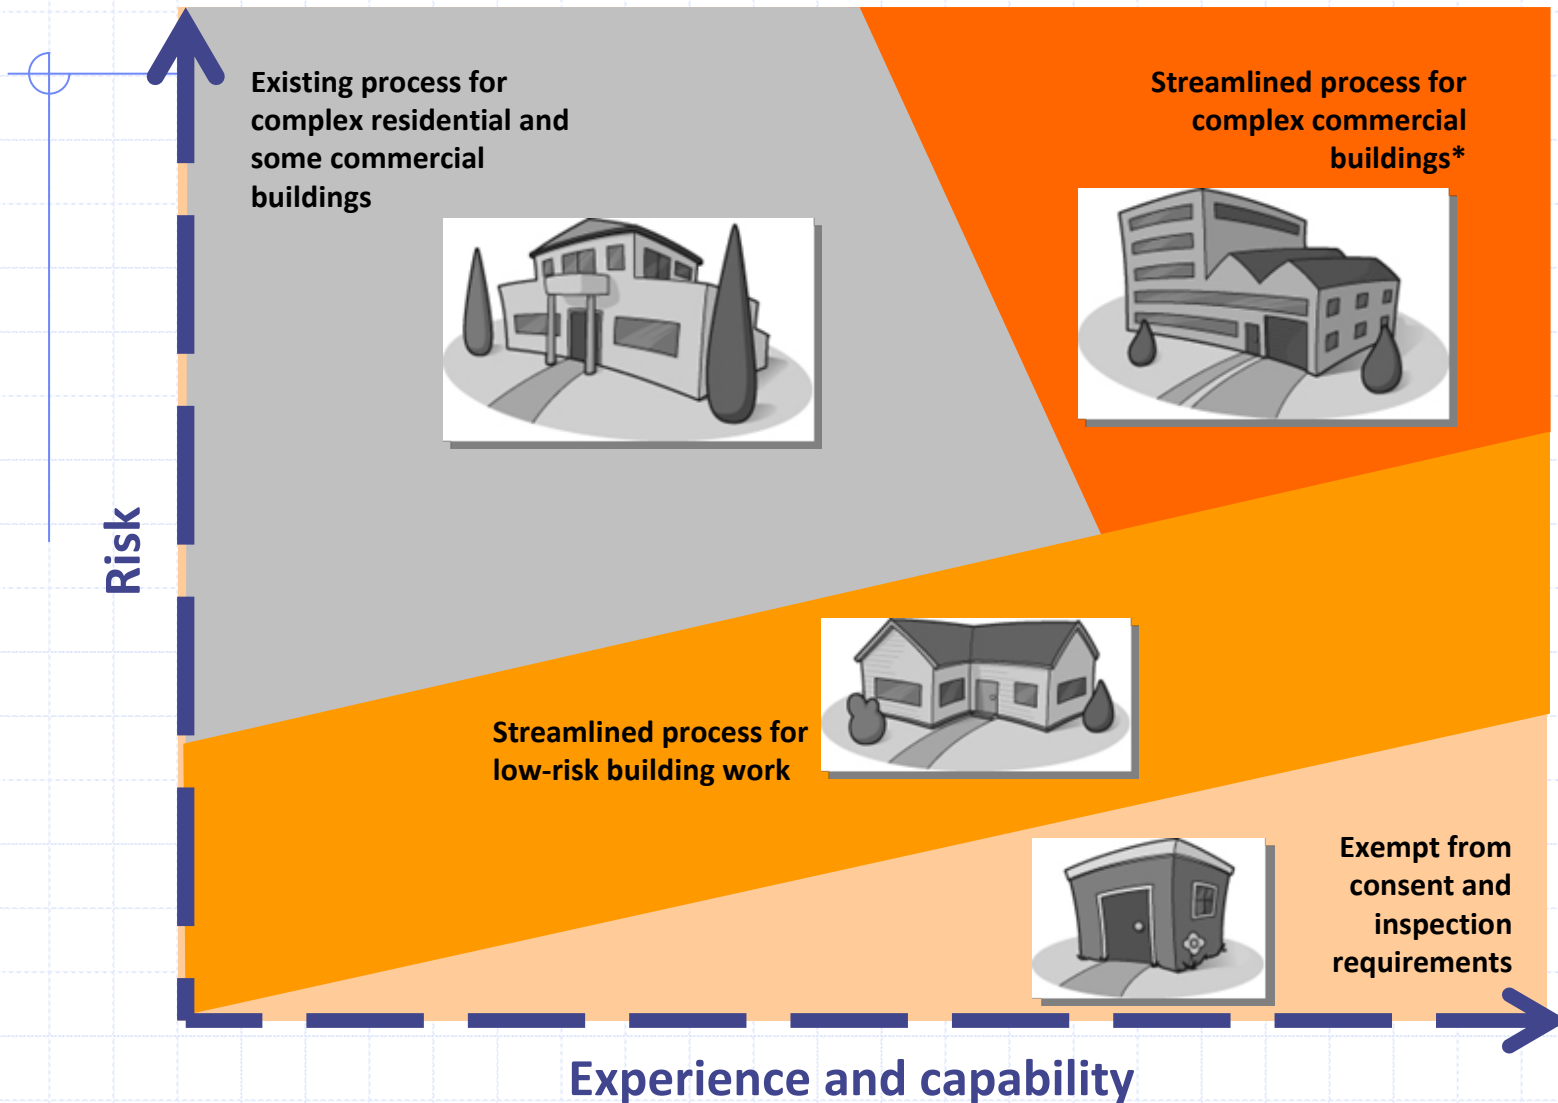 Existing process for
complex residential and
some commercial
buildings
Streamlined process for
complex commercial
buildings*
Risk
Streamlined process for
low-risk building work
Exempt from
consent and
inspection
requirements
Experience and capability